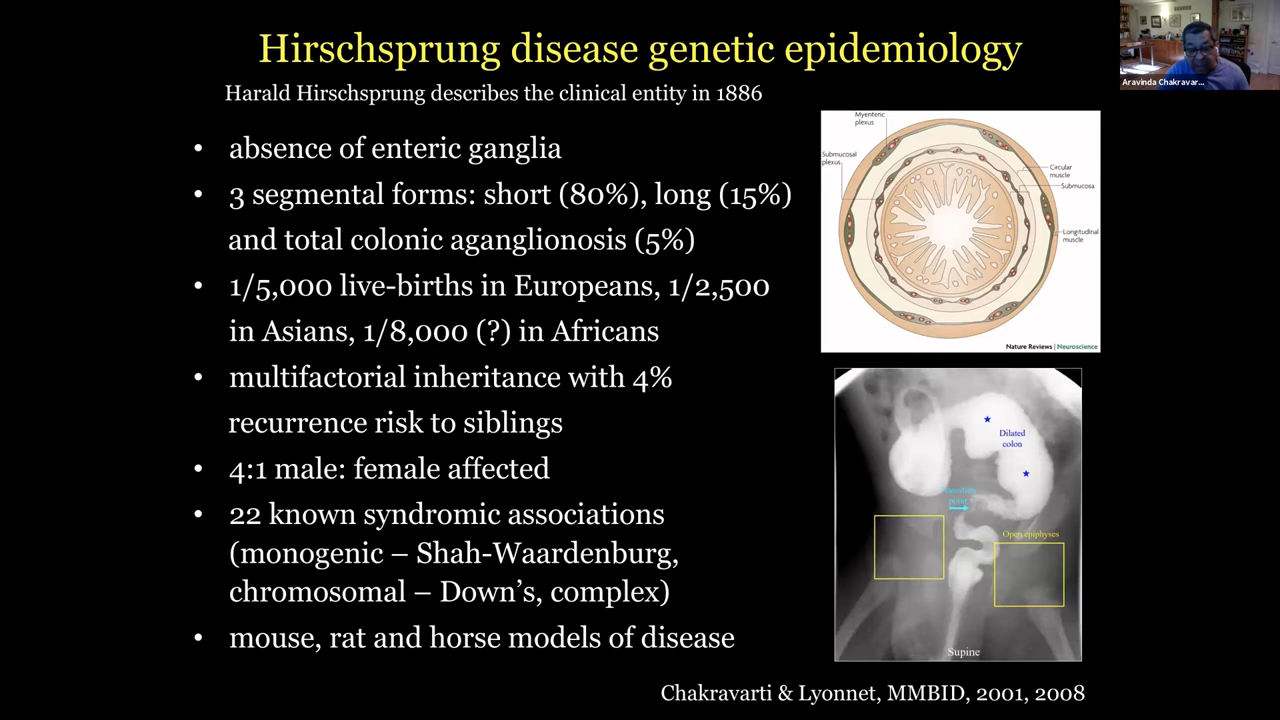 Hirschsprung disease genetic epidemiology
Harald Hirschsprung describes the clinical entity in 1886
• absence of enteric ganglia
• 3 segmental forms: short (80%), long (15%)
and total colonic aganglionosis (5%)
• 1/5,000 live-births in Europeans, 1/2,500
in Asians, 1/8,000 (?) in Africans
• multifactorial inheritance with 4%
recurrence risk to siblings
• 4:1 male: female affected
• 22 known syndromic associations
(monogenic – Shah-Waardenburg,
chromosomal – Down's, complex)
• mouse, rat and horse models of disease
Chakravarti & Lyonnet, MMBID, 2001, 2008
Aravinda Chakravar...
Myenteric
plexus
Submucosal
plexus
Circular
muscle
Submucosa
Longitudinal
muscle
Nature Reviews | Neuroscience
Dilated
colon
point
Open epiphyses
Supine